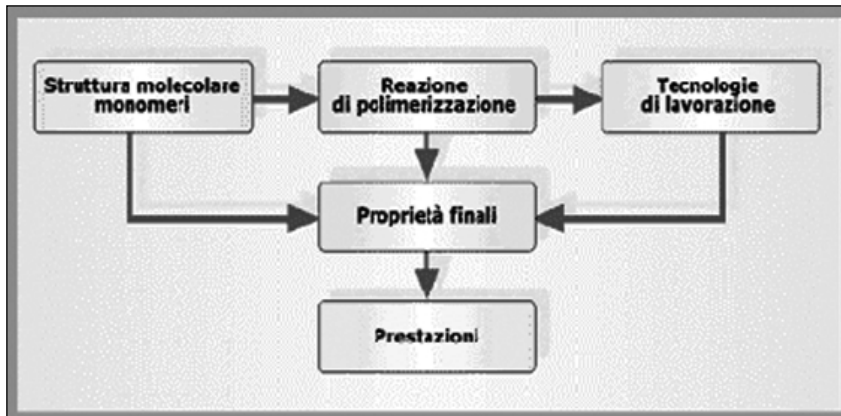 Struttura molecolare
monomeri
Reazione
di polimerizzazione
Tecnologie
di lavorazione
Proprietà finali
Prestazioni